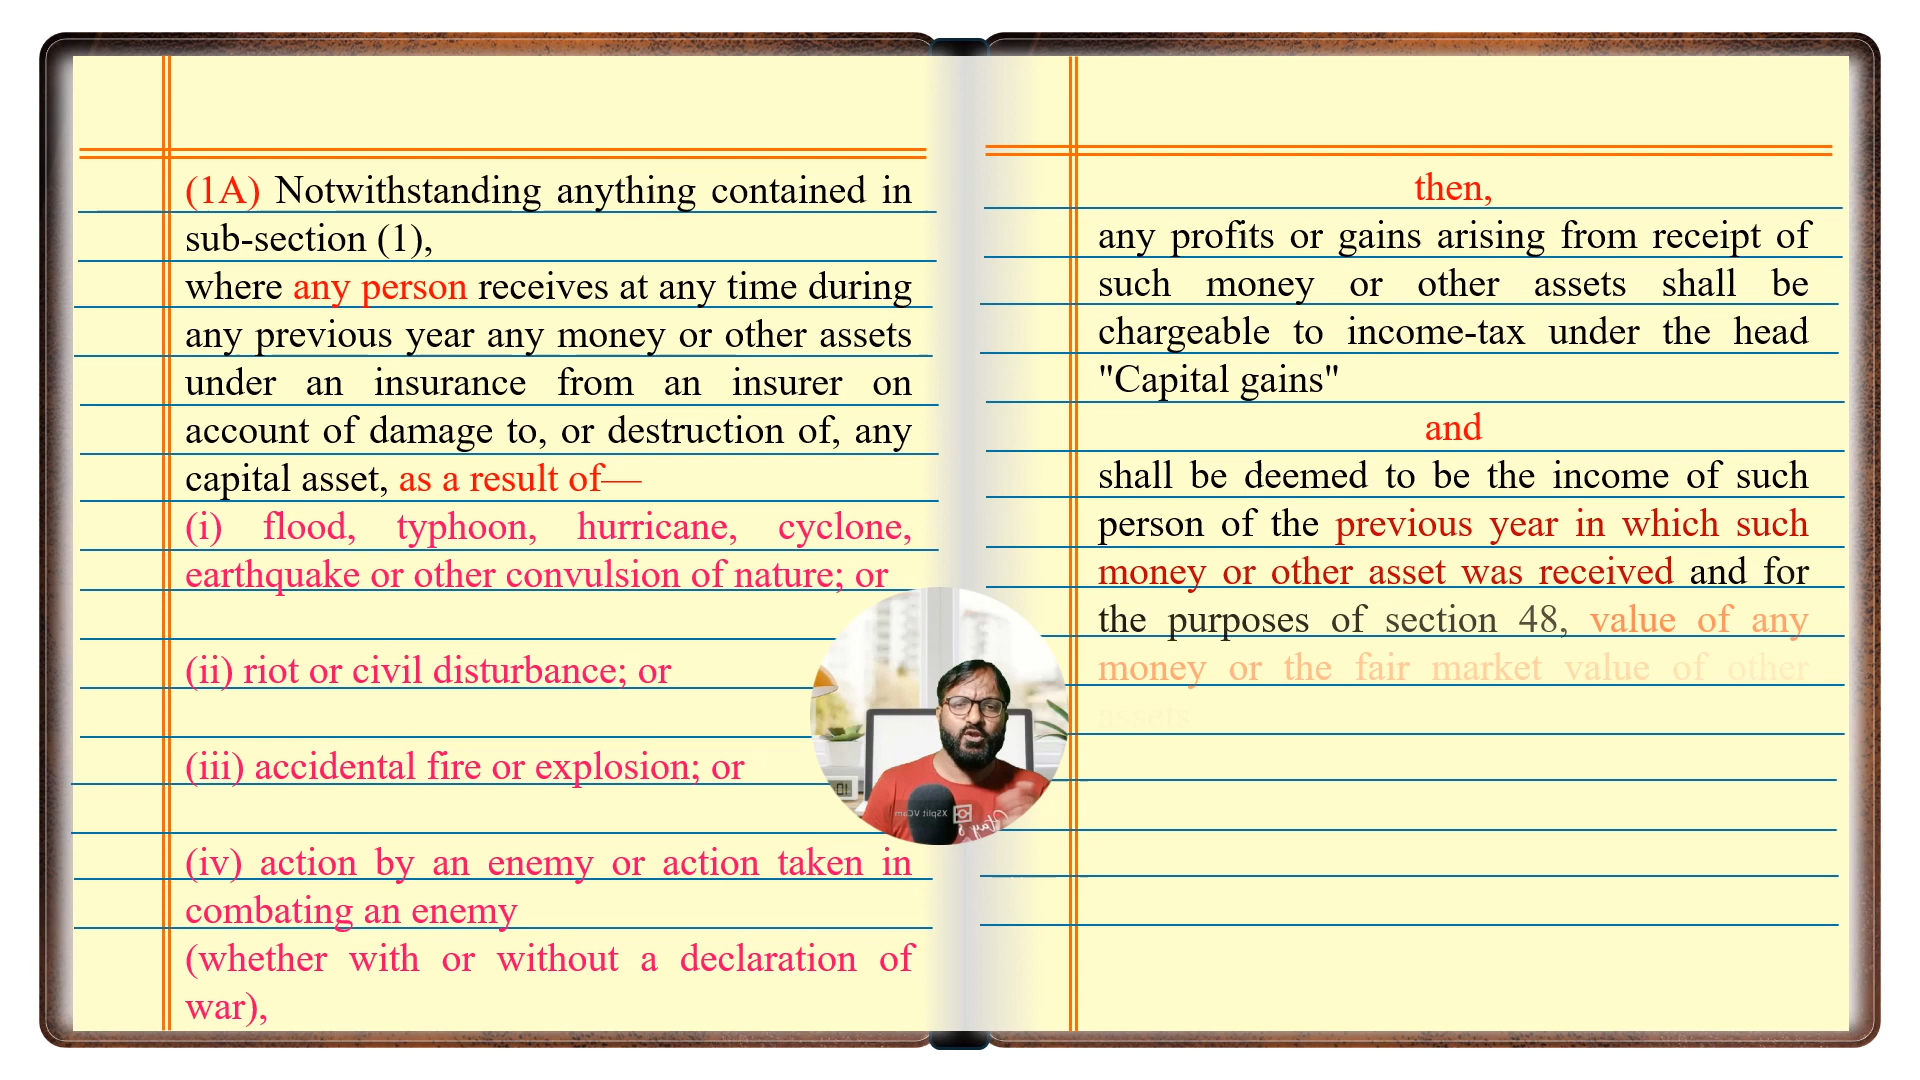 (1A) Notwithstanding anything contained in
sub-section (1),
where any person receives at any time during
any previous year any money or other assets
under an insurance from an insurer on
account of damage to, or destruction of, any
capital asset, as a result of—
(i) flood, typhoon, hurricane, cyclone,
earthquake or other convulsion of nature; or
(ii) riot or civil disturbance; or
(iii) accidental fire or explosion; or
(iv) action by an enemy or action taken in
combating an enemy
(whether with or without a declaration of
war),
then,
any profits or gains arising from receipt of
such money or other assets shall be
chargeable to income-tax under the head
"Capital gains"
and
shall be deemed to be the income of such
person of the previous year in which such
money or other asset was received and for
the purposes of section 48, value of any
money or the fair market value of other
assets
XSplit VCam
Stay